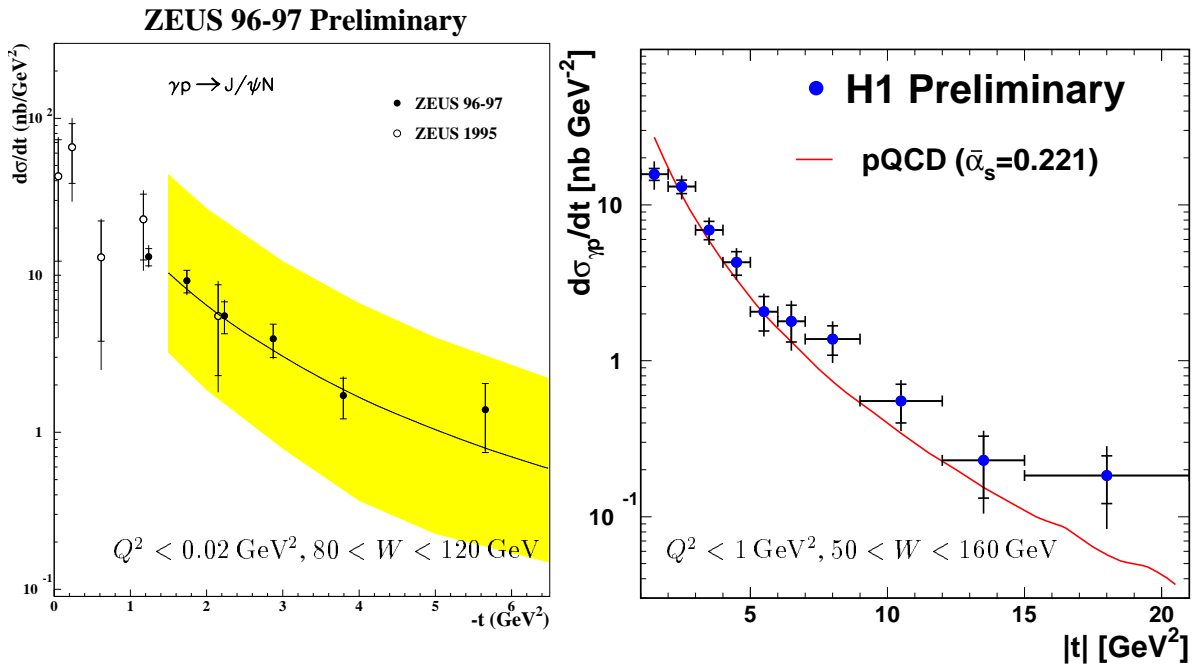 ZEUS 96-97 Preliminary
dσ/dt (nb/GeV²)
γp → J/ψN
ZEUS 96-97
ZEUS 1995
10²
10
1
10⁻¹
Q² < 0.02 GeV², 80 < W < 120 GeV
0 1 2 3 4 5 6
-t (GeV²)
dσγp/dt [nb GeV⁻²]
H1 Preliminary
pQCD (ᾱs=0.221)
10
1
10⁻¹
Q² < 1 GeV², 50 < W < 160 GeV
5 10 15 20
|t| [GeV²]